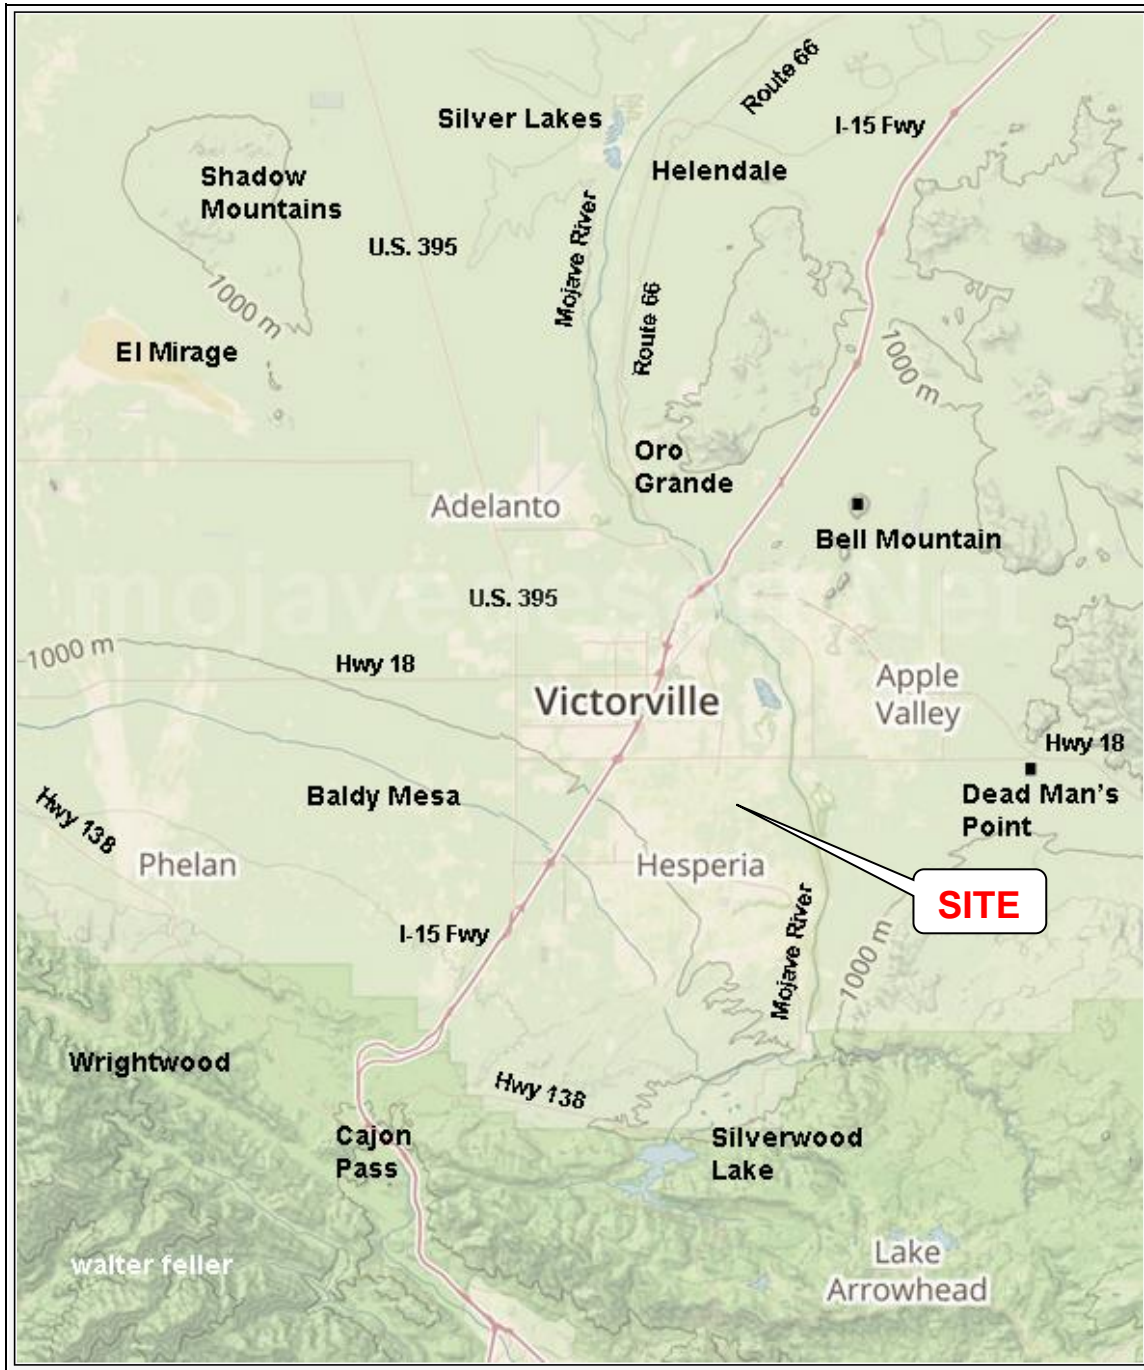 Route 66
Silver Lakes
I-15 Fwy
Helendale
Shadow
Mountains
Mojave River
U.S. 395
1000 m
Route 66
El Mirage
1000 m
Oro
Grande
Adelanto
Bell Mountain
U.S. 395
1000 m
Hwy 18
Apple
Valley
Victorville
Hwy 18
Baldy Mesa
Dead Man's
Point
Hwy 138
Phelan
Hesperia
SITE
I-15 Fwy
Mojave River
1000 m
Wrightwood
Hwy 138
Cajon
Pass
Silverwood
Lake
walter feller
Lake
Arrowhead